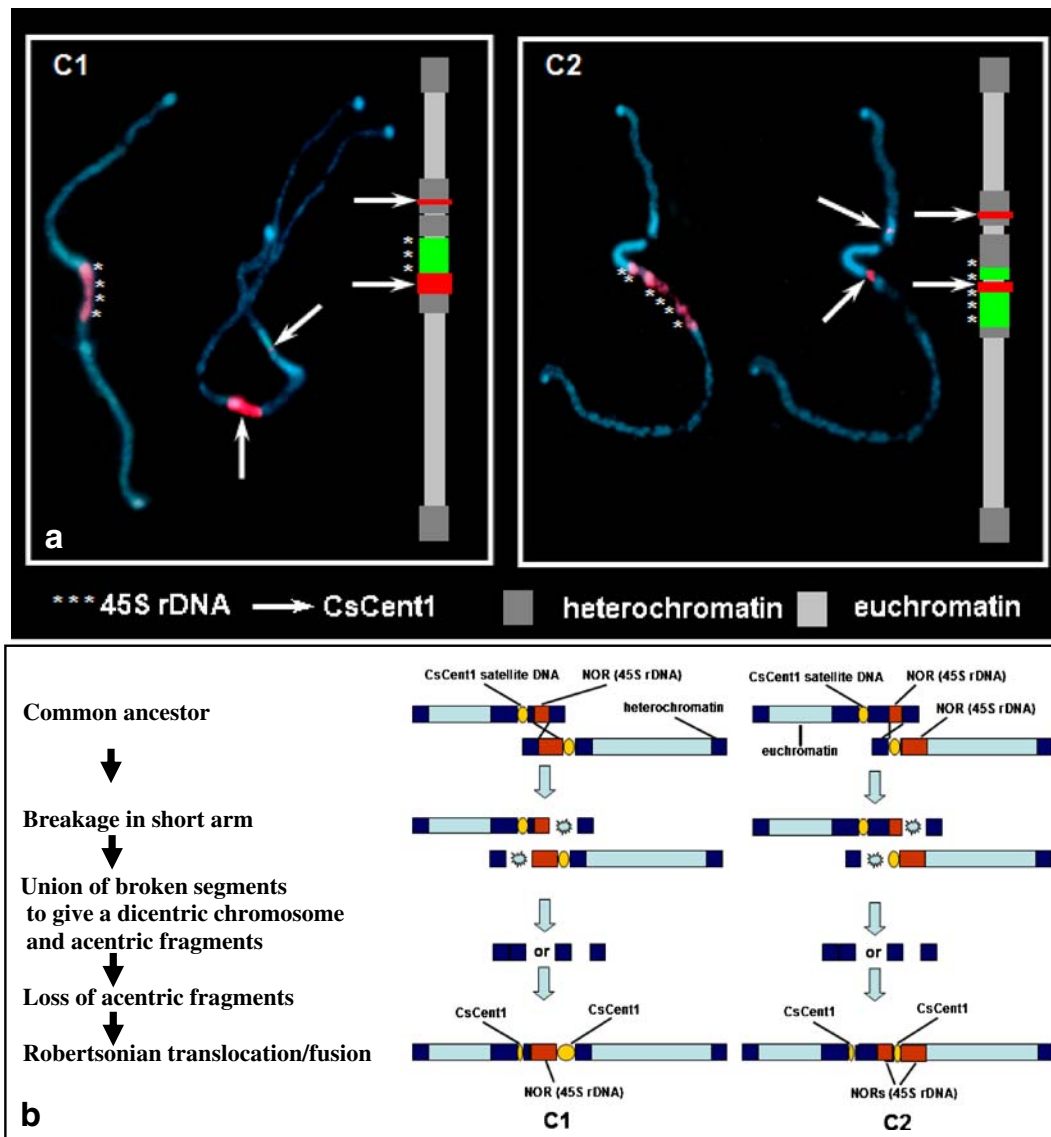 C1
C2
a
*** 45S rDNA → CsCent1 heterochromatin euchromatin
CsCent1 satellite DNA NOR (45S rDNA)
CsCent1 satellite DNA NOR (45S rDNA)
Common ancestor
heterochromatin
NOR (45S rDNA)
euchromatin
Breakage in short arm
Union of broken segments
to give a dicentric chromosome
and acentric fragments
or
or
Loss of acentric fragments
CsCent1 CsCent1
CsCent1 CsCent1
Robertsonian translocation/fusion
NOR (45S rDNA)
NORs (45S rDNA)
b
C1
C2